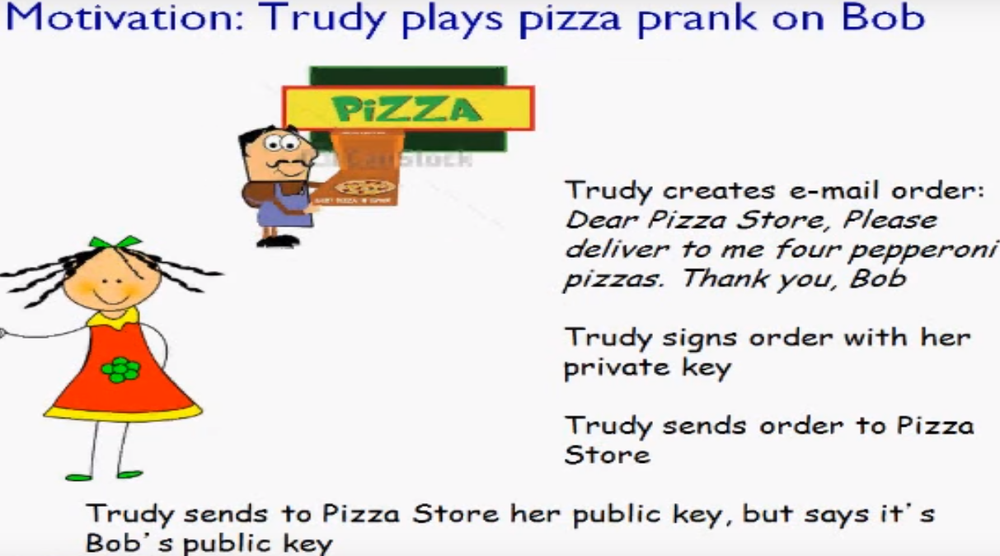 Motivation: Trudy plays pizza prank on Bob
PiZZA
CanStock
Trudy creates e-mail order:
Dear Pizza Store, Please
deliver to me four pepperoni
pizzas. Thank you, Bob
Trudy signs order with her
private key
Trudy sends order to Pizza
Store
Trudy sends to Pizza Store her public key, but says it's
Bob's public key